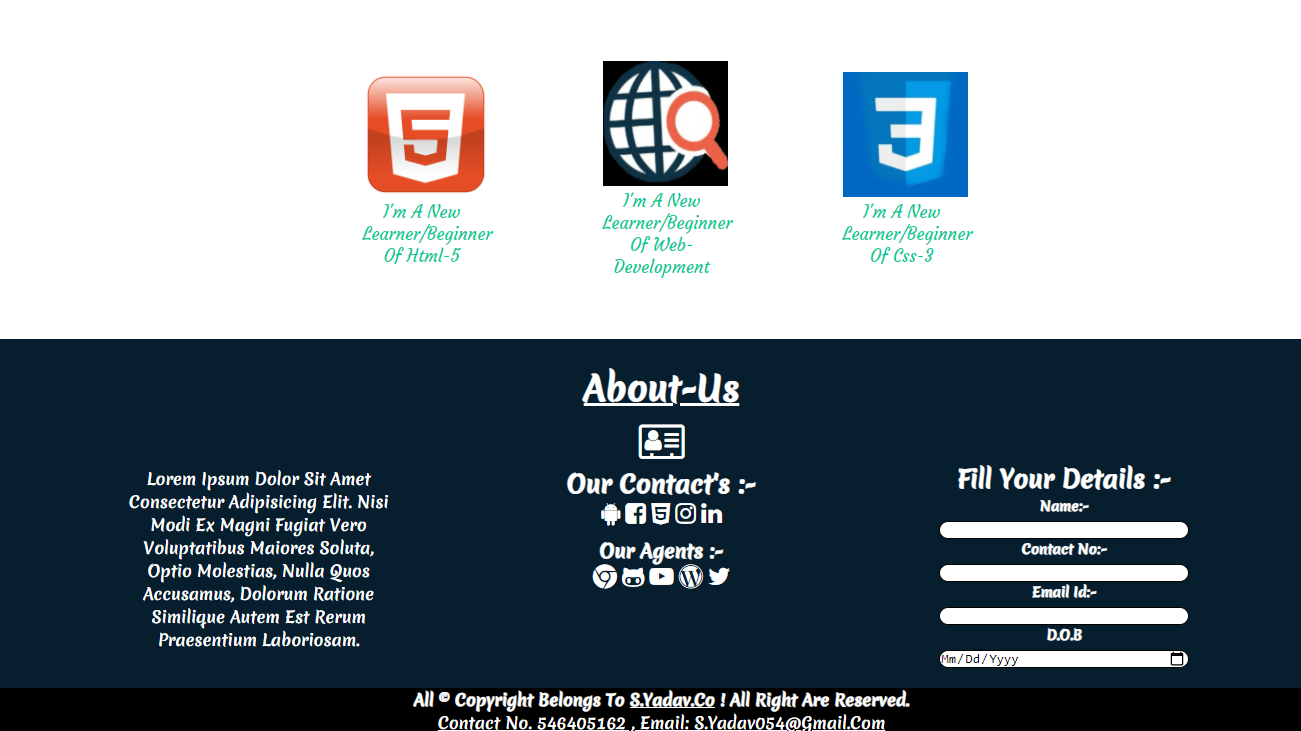 5
3
I'm A New
Learner/Beginner
Of Html-5
I'm A New
Learner/Beginner
Of Web-
Development
I'm A New
Learner/Beginner
Of Css-3
About-Us
Lorem Ipsum Dolor Sit Amet
Consectetur Adipisicing Elit. Nisi
Modi Ex Magni Fugiat Vero
Voluptatibus Maiores Soluta,
Optio Molestias, Nulla Quos
Accusamus, Dolorum Ratione
Similique Autem Est Rerum
Praesentium Laboriosam.
Our Contact's :-
Our Agents :-
Fill Your Details :-
Name:-
Contact No:-
Email Id:-
D.O.B
Mm/Dd/Yyyy
All © Copyright Belongs To S.Yadav.Co ! All Right Are Reserved.
Contact No. 546405162 , Email: S.Yadav054@Gmail.Com